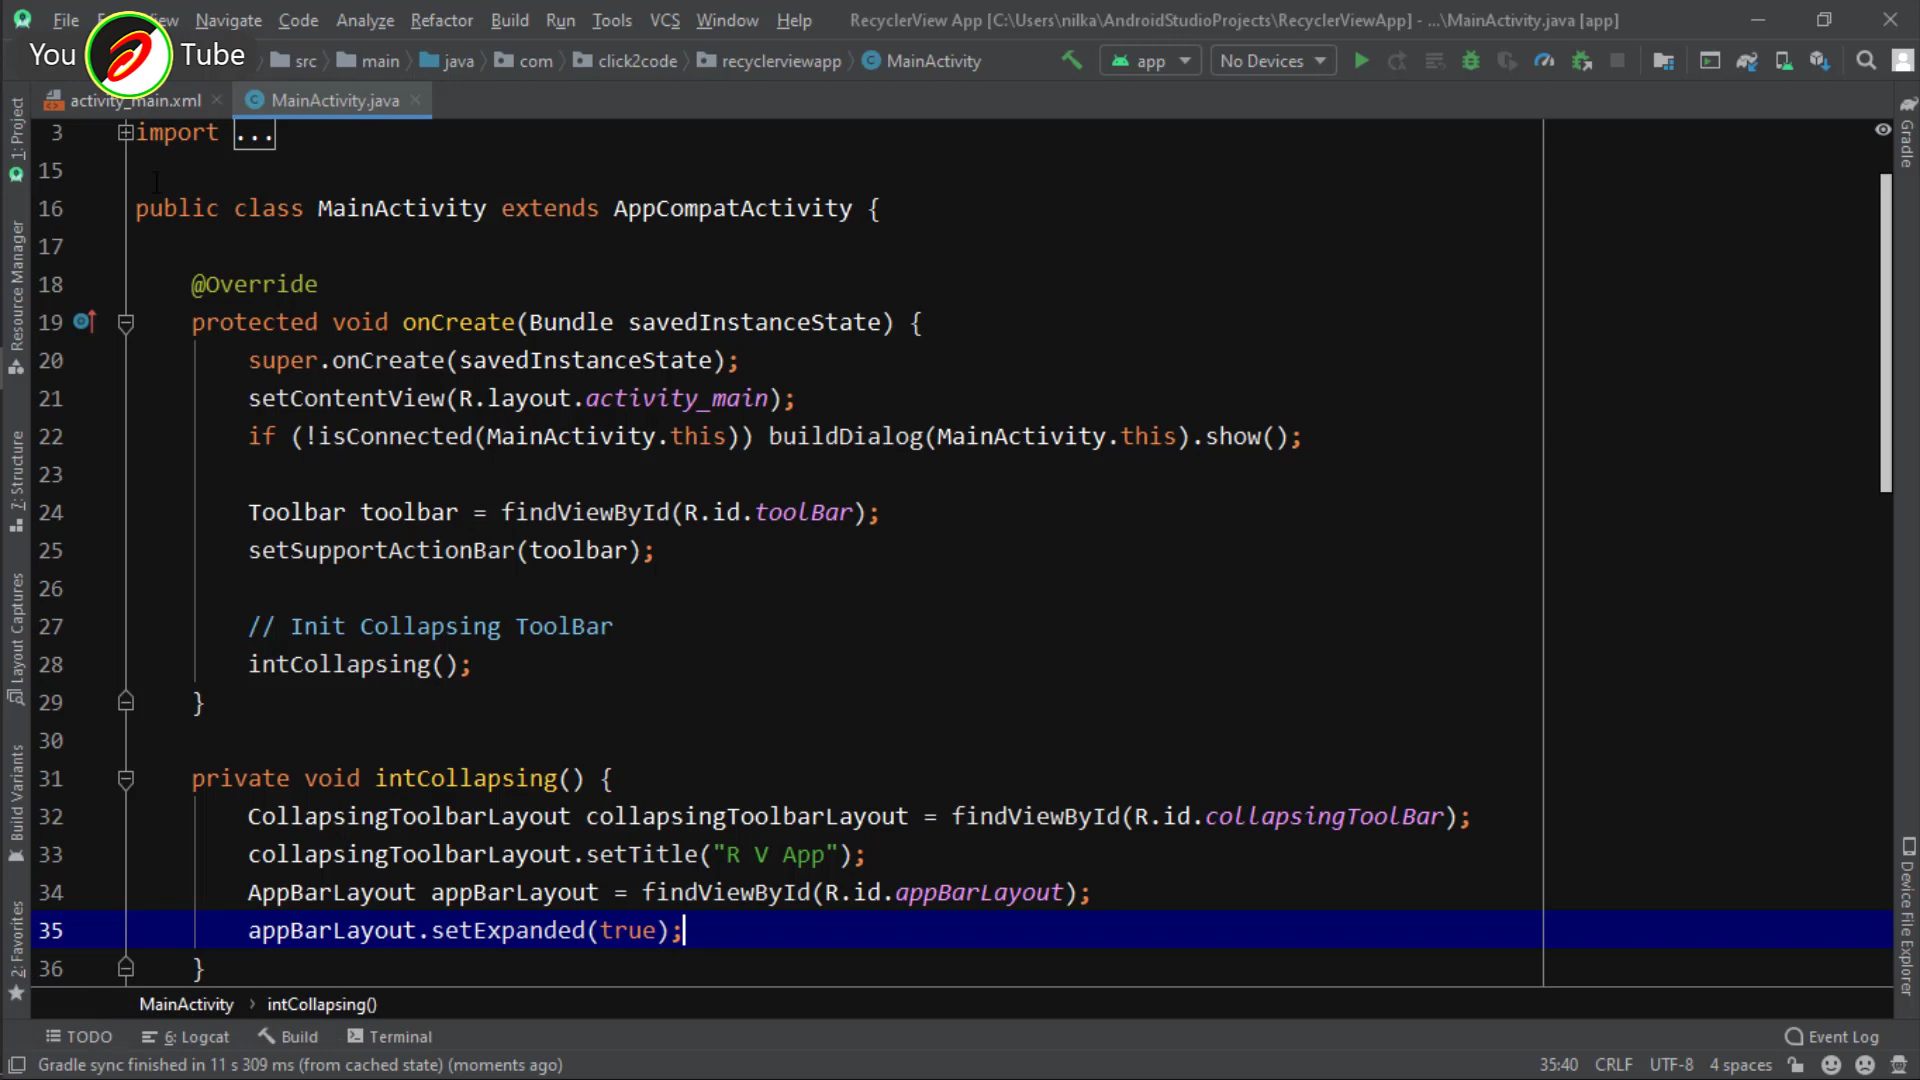 File View Navigate Code Analyze Refactor Build Run Tools VCS Window Help RecyclerView App [C:\Users\nilka\AndroidStudioProjects\RecyclerViewApp] - ...\MainActivity.java [app]
You Tube
src main java com click2code recyclerviewapp MainActivity app No Devices
activity_main.xml MainActivity.java
3 import ...
15
16 public class MainActivity extends AppCompatActivity {
17
18 @Override
19 protected void onCreate(Bundle savedInstanceState) {
20 super.onCreate(savedInstanceState);
21 setContentView(R.layout.activity_main);
22 if (!isConnected(MainActivity.this)) buildDialog(MainActivity.this).show();
23
24 Toolbar toolbar = findViewById(R.id.toolBar);
25 setSupportActionBar(toolbar);
26
27 // Init Collapsing ToolBar
28 intCollapsing();
29 }
30
31 private void intCollapsing() {
32 CollapsingToolbarLayout collapsingToolbarLayout = findViewById(R.id.collapsingToolBar);
33 collapsingToolbarLayout.setTitle("R V App");
34 AppBarLayout appBarLayout = findViewById(R.id.appBarLayout);
35 appBarLayout.setExpanded(true);
36 }
MainActivity > intCollapsing()
TODO 6: Logcat Build Terminal Event Log
Gradle sync finished in 11 s 309 ms (from cached state) (moments ago) 35:40 CRLF UTF-8 4 spaces
1: Project
Resource Manager
7: Structure
Layout Captures
Build Variants
2: Favorites
Gradle
Device File Explorer